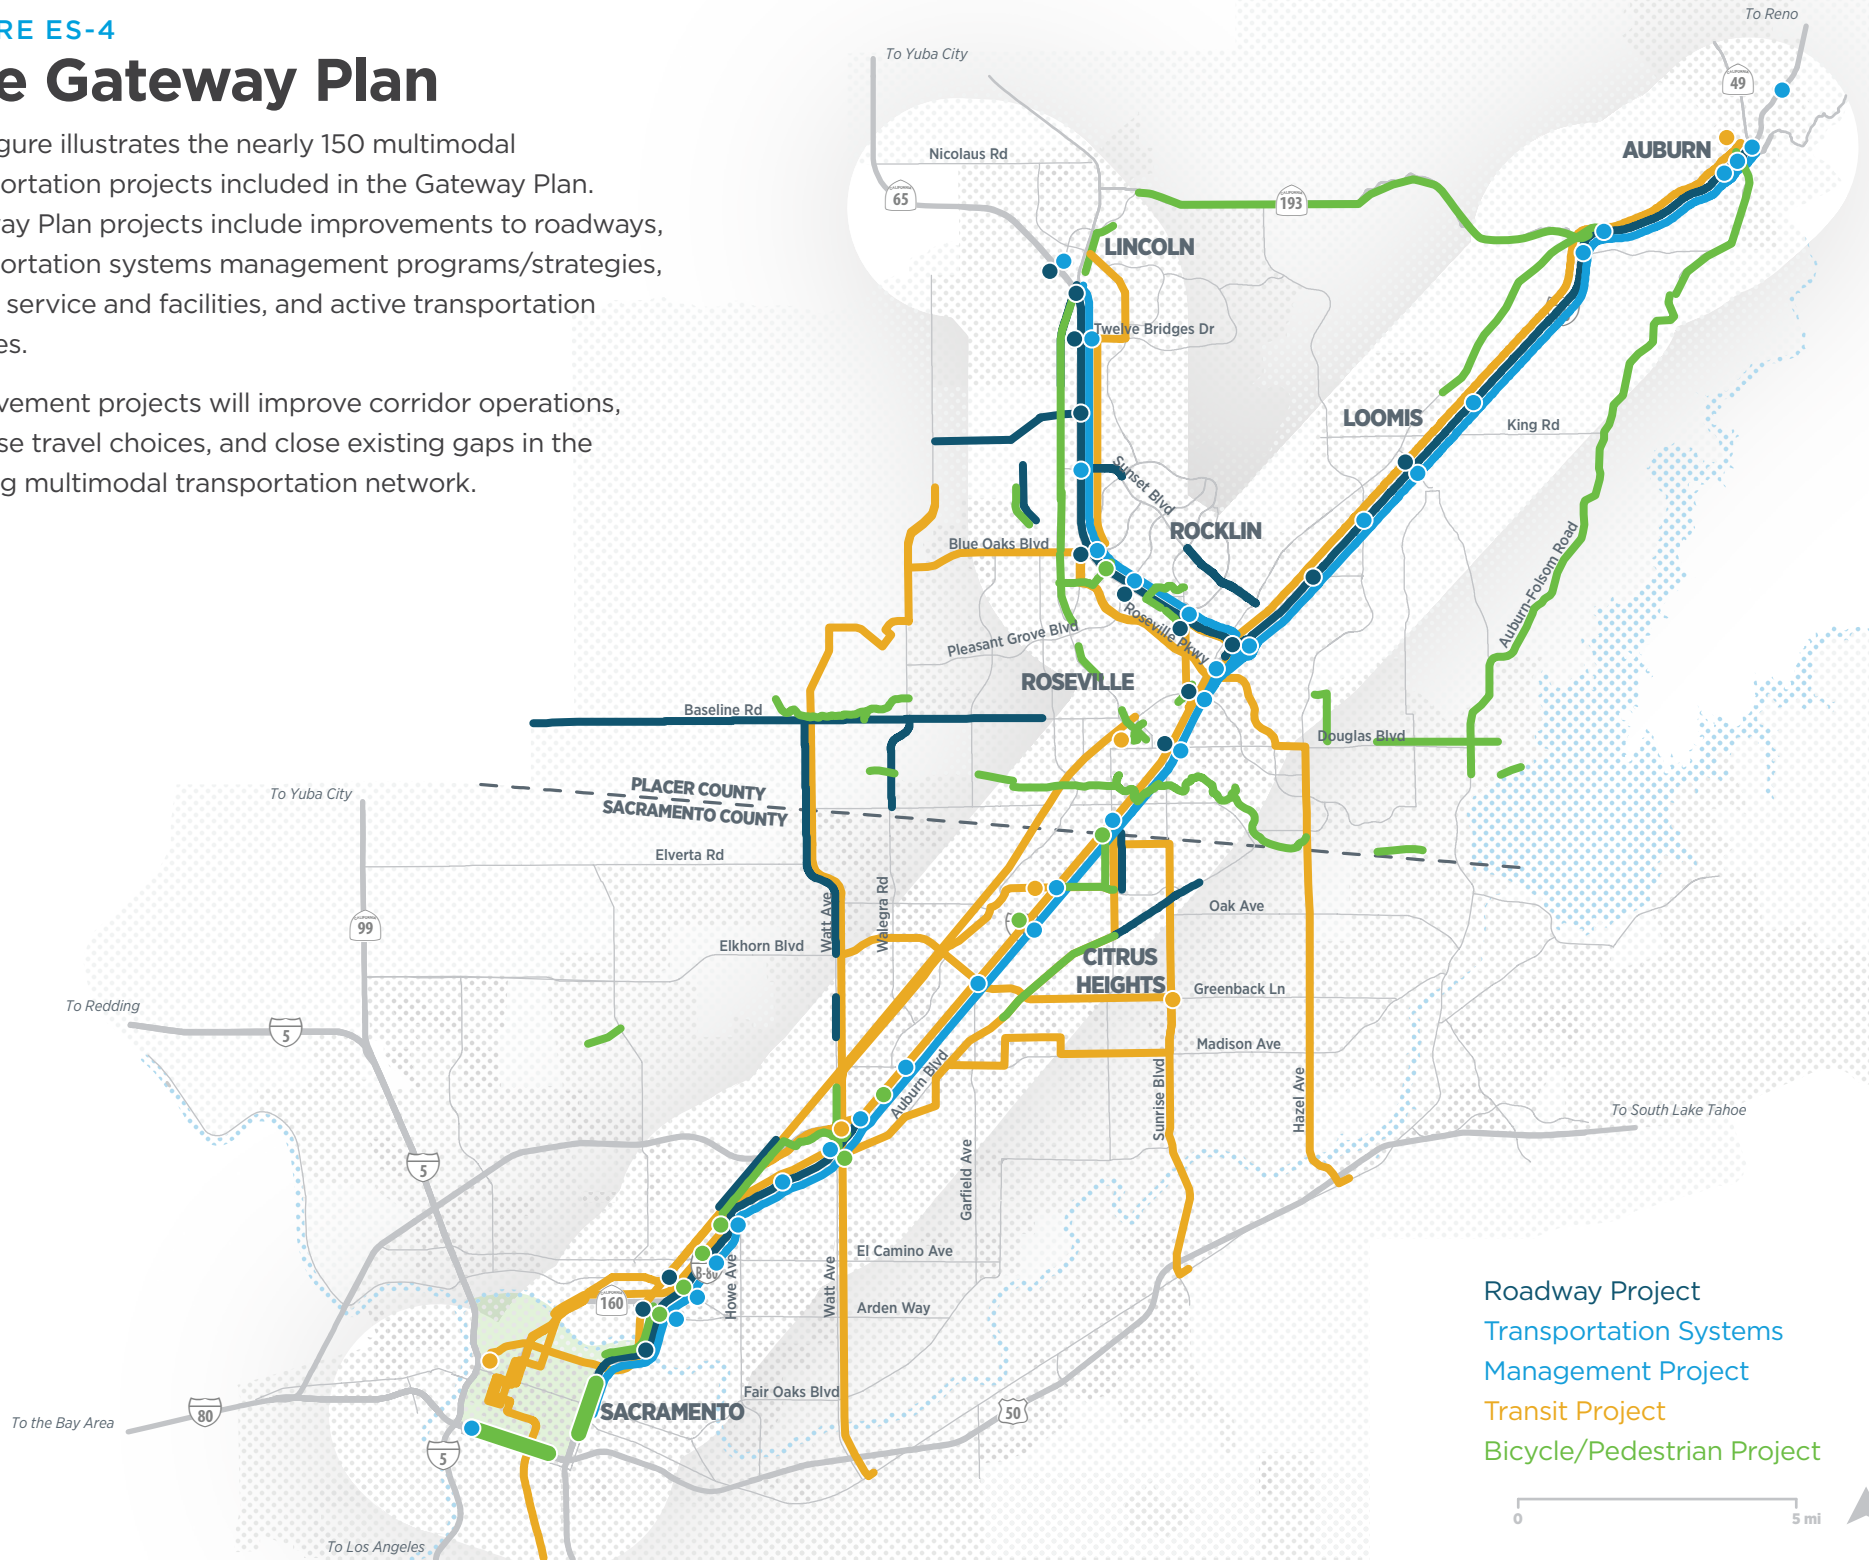 RE ES-4
e Gateway Plan
gure illustrates the nearly 150 multimodal
ortation projects included in the Gateway Plan.
ay Plan projects include improvements to roadways,
ortation systems management programs/strategies,
service and facilities, and active transportation
es.
vement projects will improve corridor operations,
se travel choices, and close existing gaps in the
g multimodal transportation network.
To Reno
To Yuba City
CALIFORNIA
49
AUBURN
Nicolaus Rd
CALIFORNIA
65
CALIFORNIA
193
LINCOLN
Twelve Bridges Dr
LOOMIS
King Rd
Sunset Blvd
ROCKLIN
Blue Oaks Blvd
Auburn-Folsom Road
Roseville Pkwy
Pleasant Grove Blvd
ROSEVILLE
Baseline Rd
Douglas Blvd
PLACER COUNTY
SACRAMENTO COUNTY
To Yuba City
Elverta Rd
Watt Ave
Walegra Rd
Oak Ave
CALIFORNIA
99
Elkhorn Blvd
CITRUS
HEIGHTS
Greenback Ln
To Redding
5
Madison Ave
Auburn Blvd
Sunrise Blvd
Hazel Ave
To South Lake Tahoe
5
Garfield Ave
El Camino Ave
B-80
Howe Ave
Watt Ave
CALIFORNIA
160
Arden Way
Fair Oaks Blvd
SACRAMENTO
50
80
To the Bay Area
5
To Los Angeles
Roadway Project
Transportation Systems
Management Project
Transit Project
Bicycle/Pedestrian Project
0
5 mi